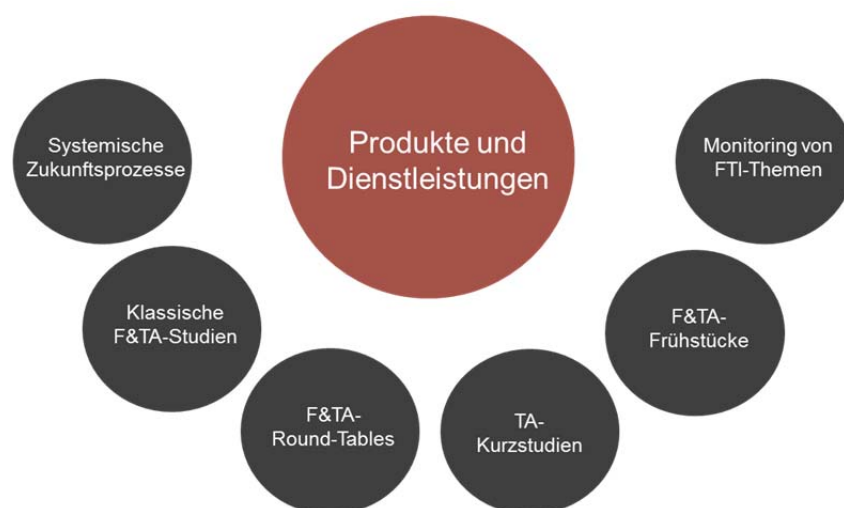 Produkte und
Dienstleistungen
Systemische
Zukunftsprozesse
Klassische
F&TA-Studien
F&TA-
Round-Tables
TA-
Kurzstudien
F&TA-
Frühstücke
Monitoring von
FTI-Themen